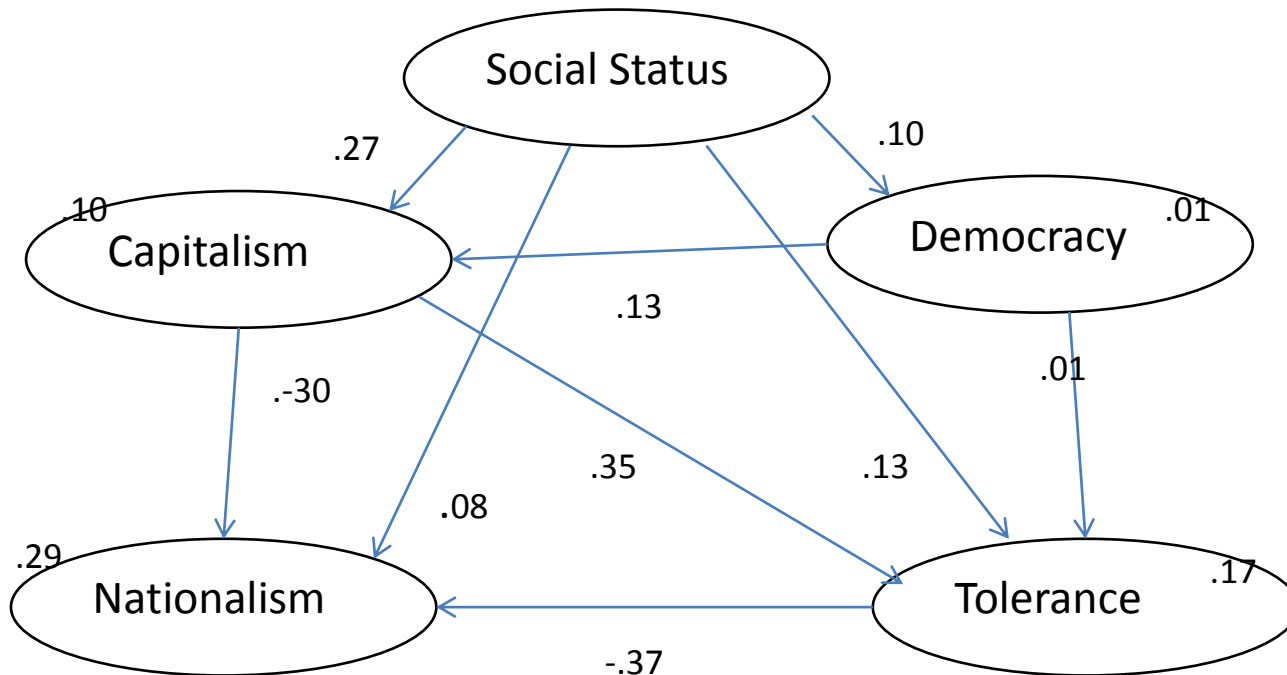 Social Status
.27
.10
.10
Capitalism
Democracy
.01
.13
.-30
.01
.35
.13
.08
.29
Nationalism
Tolerance
.17
-.37